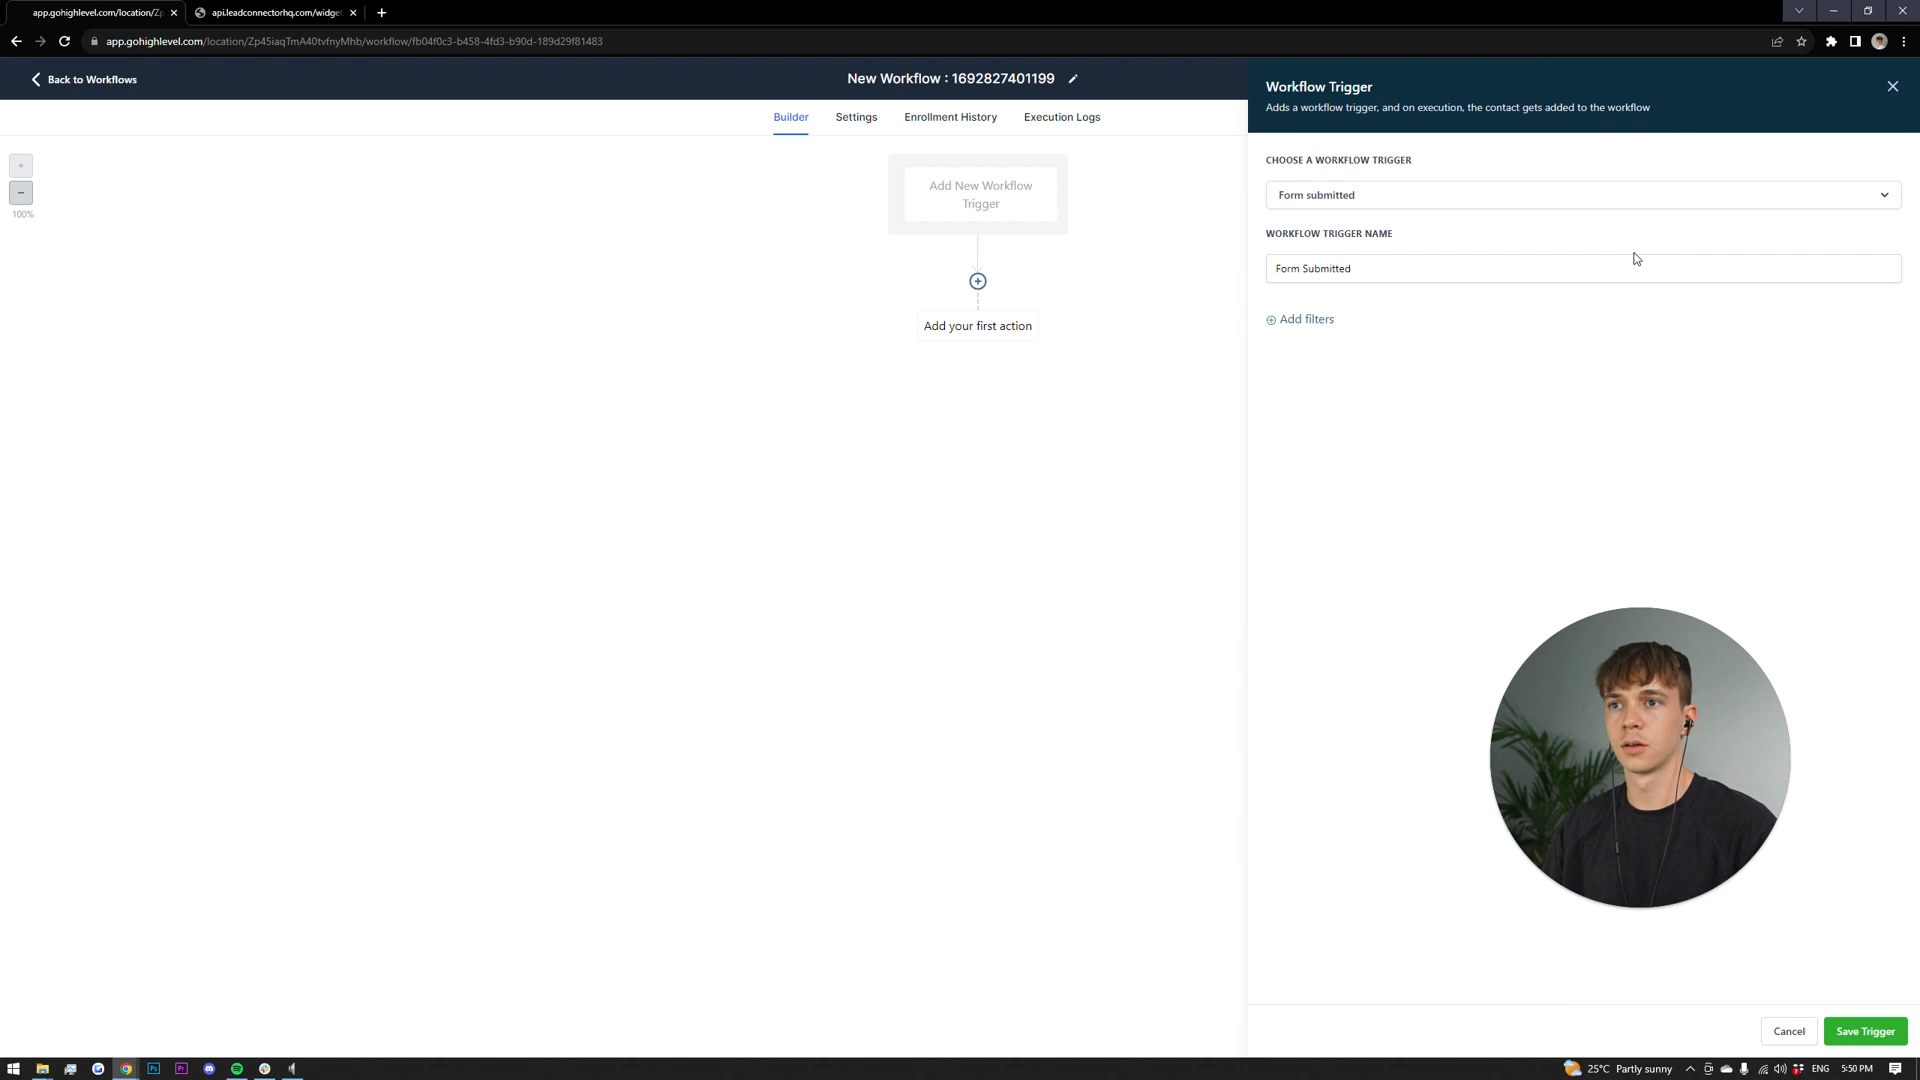 app.gohighlevel.com/location/Zp
api.leadconnectorhq.com/widget
app.gohighlevel.com/location/Zp45iaqTmA40tvfnyMhb/workflow/fb04f0c3-b458-4fd3-b90d-189d29f81483
Back to Workflows
New Workflow : 1692827401199
Builder
Settings
Enrollment History
Execution Logs
+
−
100%
Add New Workflow
Trigger
Add your first action
Workflow Trigger
Adds a workflow trigger, and on execution, the contact gets added to the workflow
CHOOSE A WORKFLOW TRIGGER
Form submitted
WORKFLOW TRIGGER NAME
Form Submitted
Add filters
Cancel
Save Trigger
Ps
Pr
25°C Partly sunny
ENG
5:50 PM